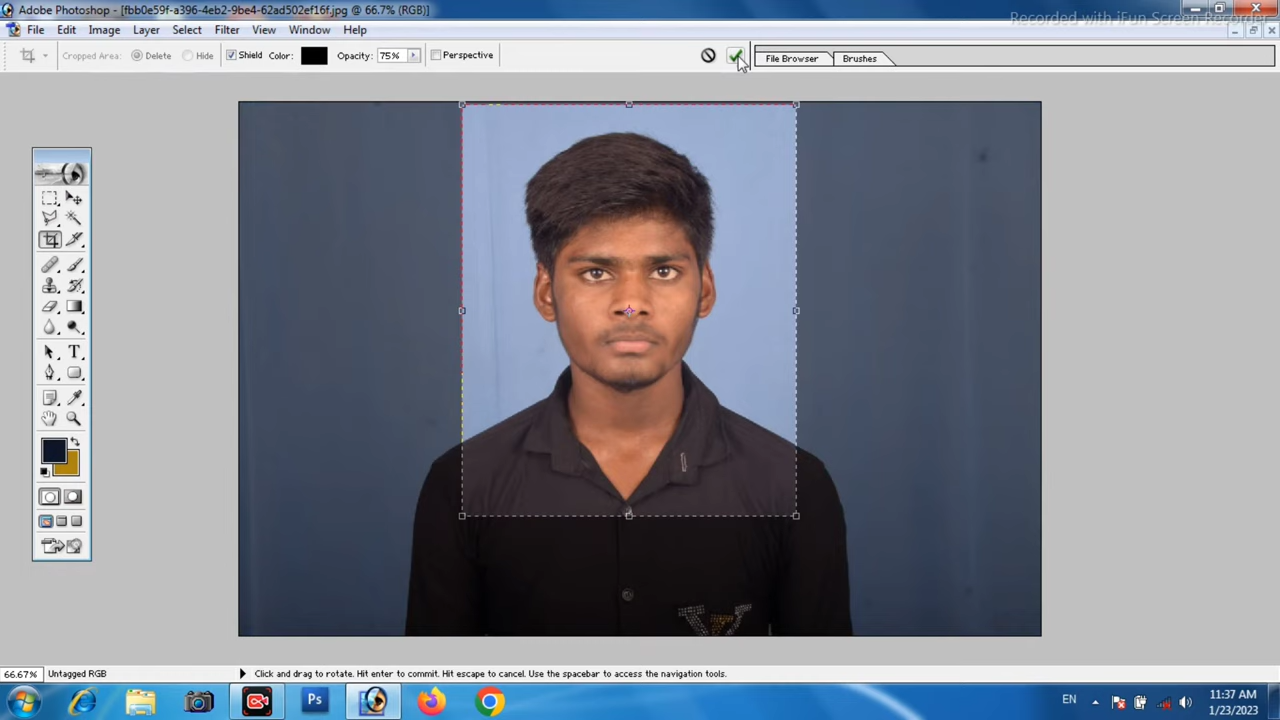 Adobe Photoshop - [fbb0e59f-a396-4eb2-9be4-62ad502ef16f.jpg @ 66.7% (RGB)]
Recorded with iFun Screen Recorder
File Edit Image Layer Select Filter View Window Help
Cropped Area: Delete Hide Shield Color: Opacity: 75% Perspective
File Browser Brushes
T
66.67% Untagged RGB Click and drag to rotate. Hit enter to commit. Hit escape to cancel. Use the spacebar to access the navigation tools.
Ps
EN
11:37 AM
1/23/2023